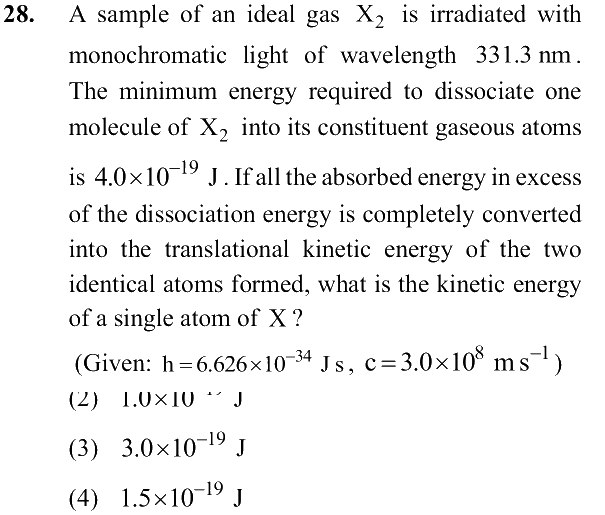 28. A sample of an ideal gas X₂ is irradiated with
monochromatic light of wavelength 331.3 nm.
The minimum energy required to dissociate one
molecule of X₂ into its constituent gaseous atoms
is 4.0×10⁻¹⁹ J. If all the absorbed energy in excess
of the dissociation energy is completely converted
into the translational kinetic energy of the two
identical atoms formed, what is the kinetic energy
of a single atom of X?
(Given: h=6.626×10⁻³⁴ J s, c=3.0×10⁸ m s⁻¹)
(2) 1.0×10 J
(3) 3.0×10⁻¹⁹ J
(4) 1.5×10⁻¹⁹ J